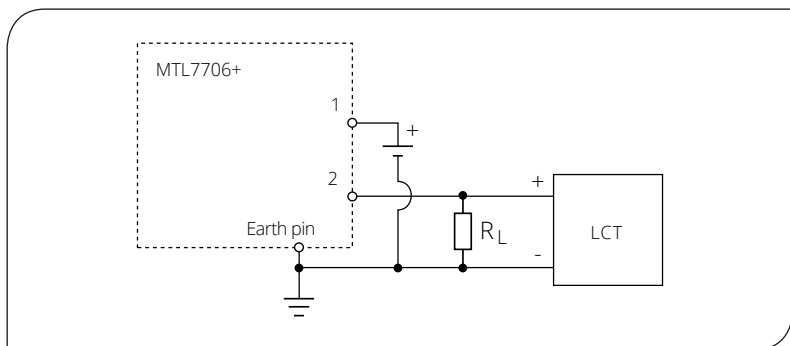 MTL7706+
1
+
2
+
Earth pin
RL
LCT
-